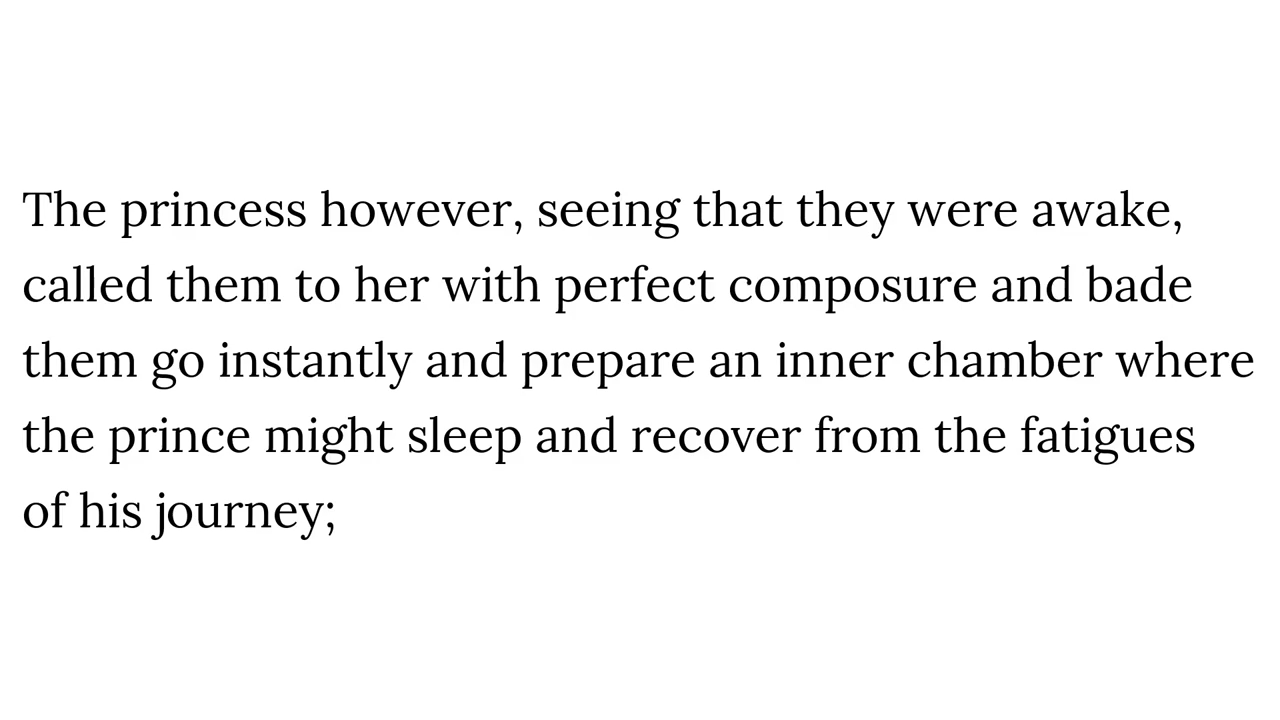 The princess however, seeing that they were awake,
called them to her with perfect composure and bade
them go instantly and prepare an inner chamber where
the prince might sleep and recover from the fatigues
of his journey;